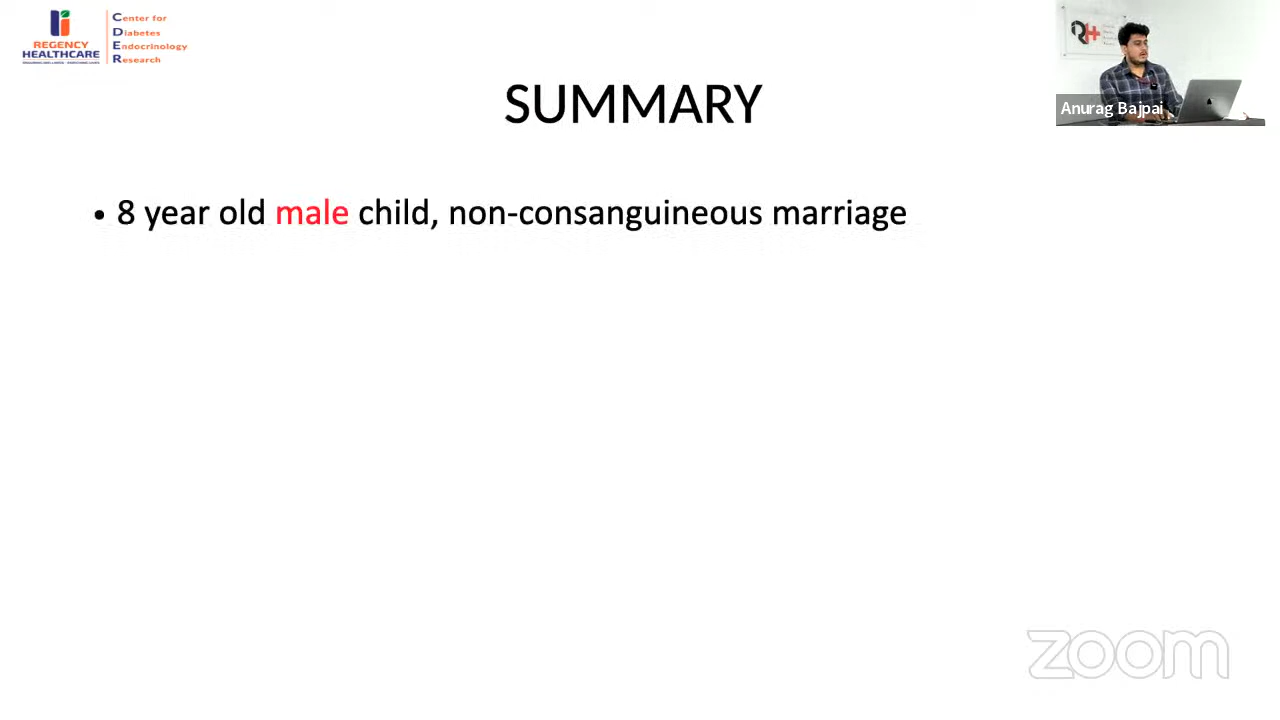 REGENCY
HEALTHCARE
Center for
Diabetes
Endocrinology
Research
RH+
Anurag Bajpai
SUMMARY
• 8 year old male child, non-consanguineous marriage
zoom